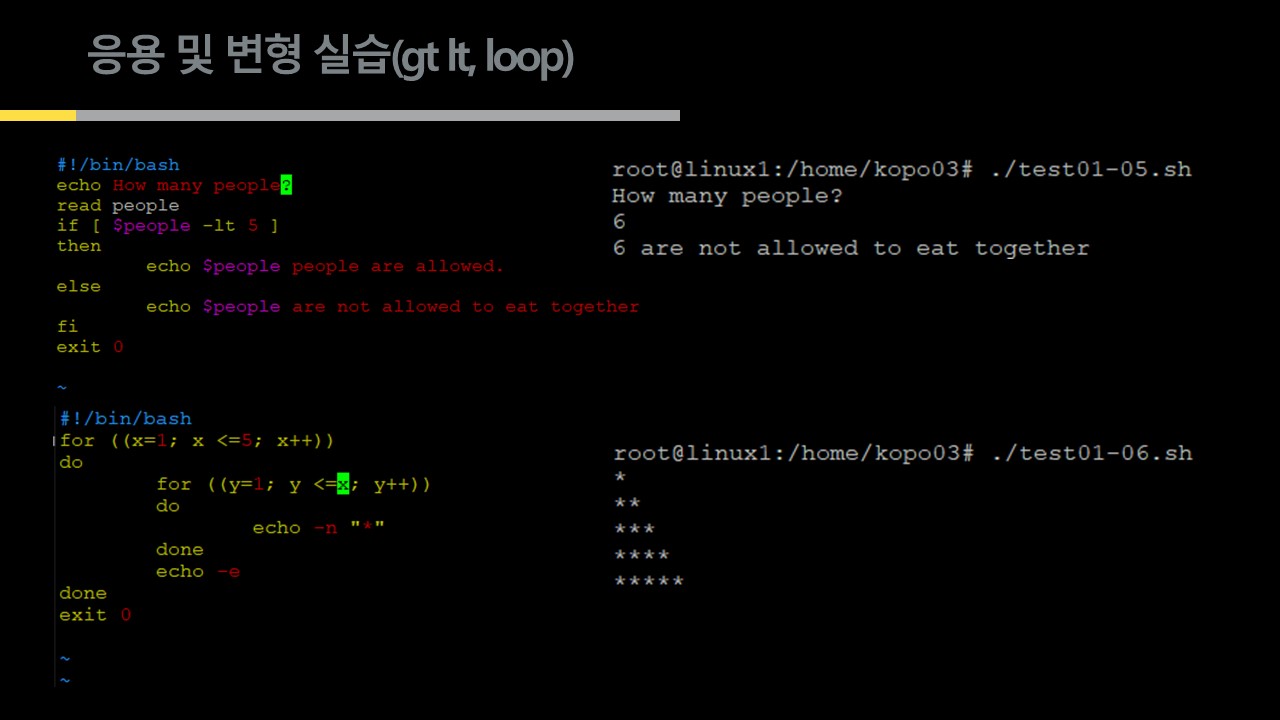 응용 및 변형 실습(gt lt, loop)
#!/bin/bash
echo How many people?
read people
if [ $people -lt 5 ]
then
        echo $people people are allowed.
else
        echo $people are not allowed to eat together
fi
exit 0
~
root@linux1:/home/kopo03# ./test01-05.sh
How many people?
6
6 are not allowed to eat together
#!/bin/bash
for ((x=1; x <=5; x++))
do
        for ((y=1; y <=x; y++))
        do
                echo -n "*"
        done
        echo -e
done
exit 0
~
~
root@linux1:/home/kopo03# ./test01-06.sh
*
**
***
****
*****